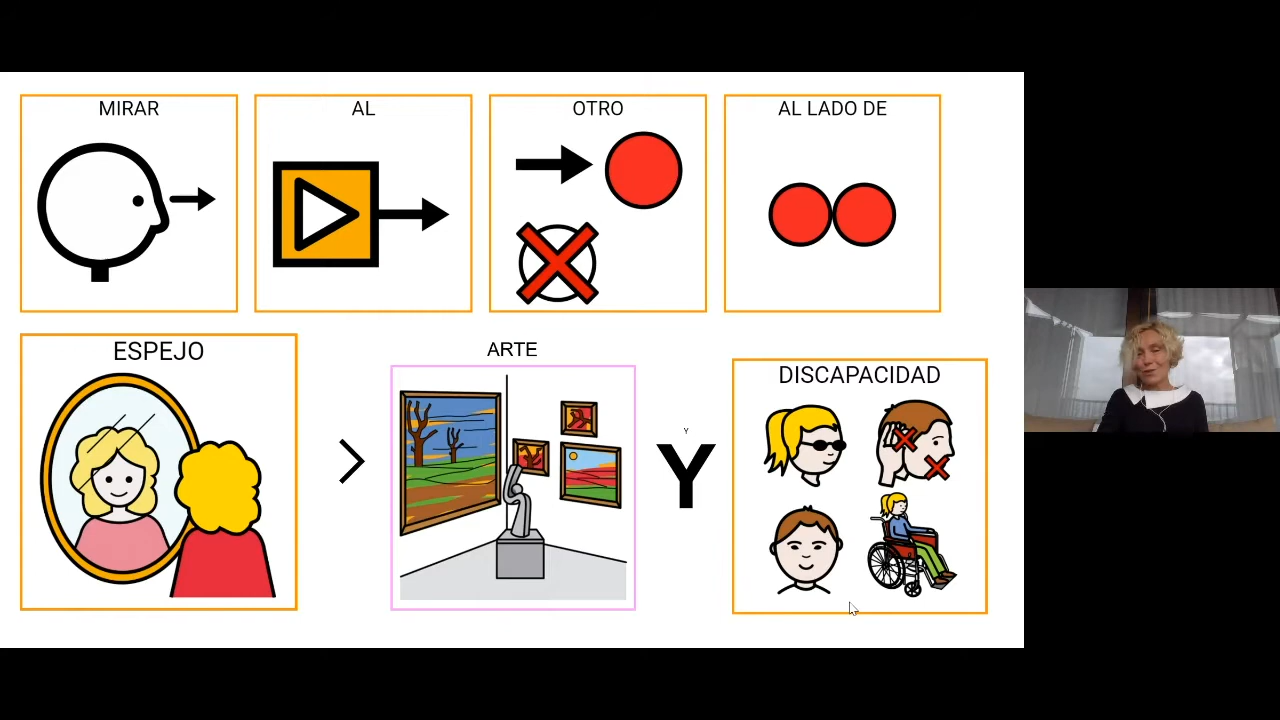 MIRAR
AL
OTRO
AL LADO DE
ESPEJO
>
ARTE
Y
Y
DISCAPACIDAD